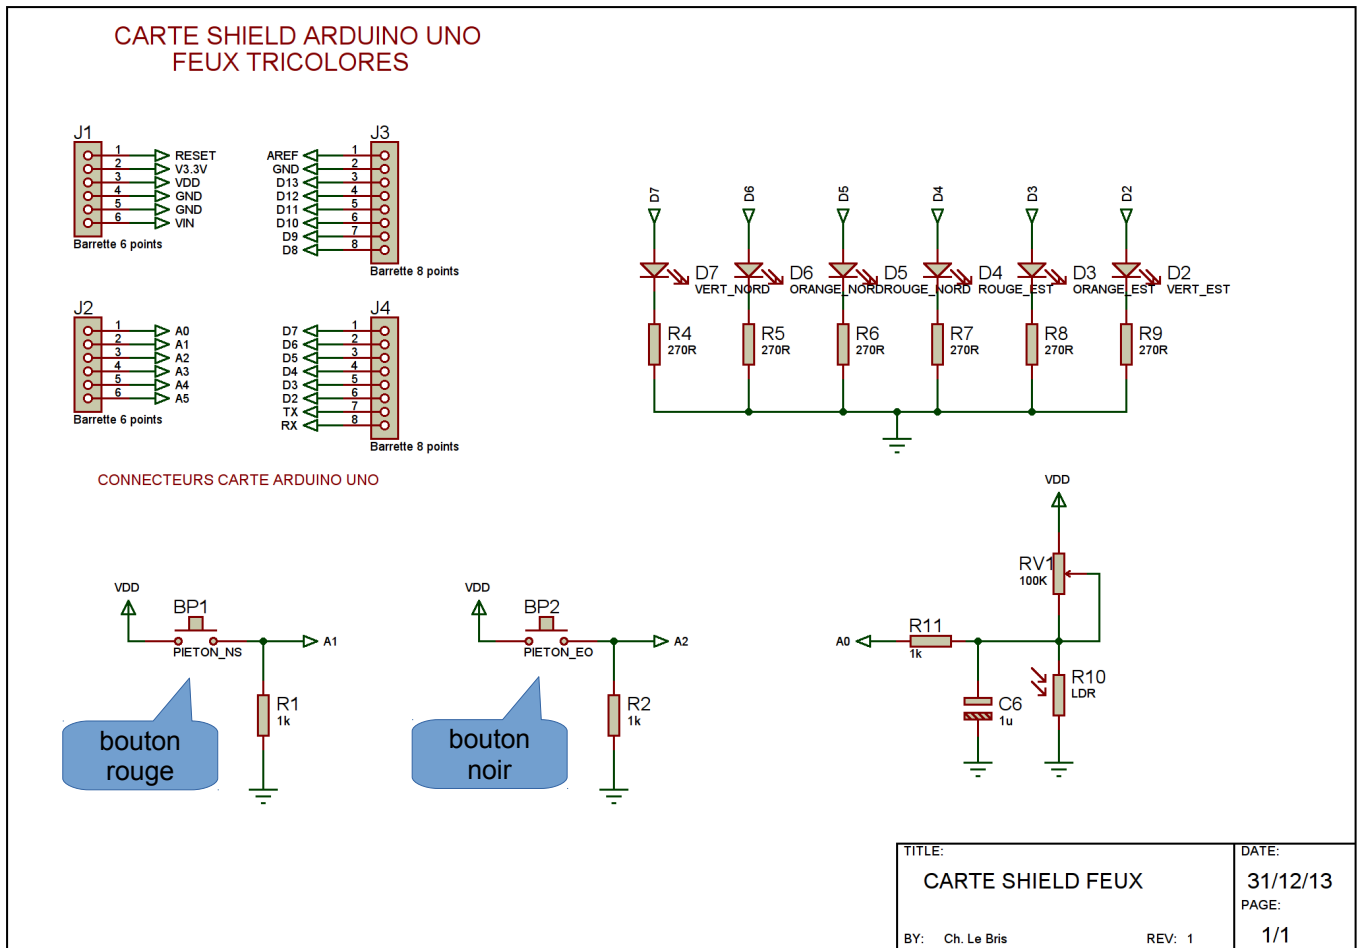 CARTE SHIELD ARDUINO UNO
FEUX TRICOLORES
J1
1 RESET
2 V3.3V
3 VDD
4 GND
5 GND
6 VIN
Barrette 6 points
J3
AREF 1
GND 2
D13 3
D12 4
D11 5
D10 6
D9 7
D8 8
Barrette 8 points
J2
1 A0
2 A1
3 A2
4 A3
5 A4
6 A5
Barrette 6 points
J4
D7 1
D6 2
D5 3
D4 4
D3 5
D2 6
TX 7
RX 8
Barrette 8 points
CONNECTEURS CARTE ARDUINO UNO
D7 D6 D5 D4 D3 D2
D7 D6 D5 D4 D3 D2
VERT_NORD ORANGE_NORD ROUGE_NORD ROUGE_EST ORANGE_EST VERT_EST
R4 R5 R6 R7 R8 R9
270R 270R 270R 270R 270R 270R
VDD
BP1
PIETON_NS
A1
R1
1k
bouton
rouge
VDD
BP2
PIETON_EO
A2
R2
1k
bouton
noir
VDD
RV1
100K
A0
R11
1k
C6
1u
R10
LDR
TITLE:
CARTE SHIELD FEUX
BY: Ch. Le Bris REV: 1
DATE:
31/12/13
PAGE:
1/1